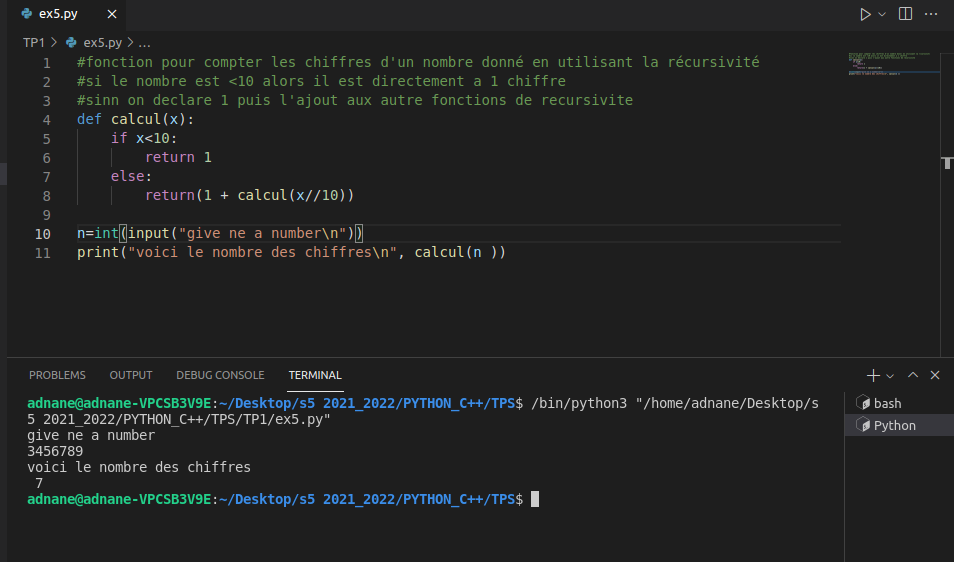 ex5.py
TP1 > ex5.py > ...
1 #fonction pour compter les chiffres d'un nombre donné en utilisant la récursivité
2 #si le nombre est <10 alors il est directement a 1 chiffre
3 #sinn on declare 1 puis l'ajout aux autre fonctions de recursivite
4 def calcul(x):
5     if x<10:
6         return 1
7     else:
8         return(1 + calcul(x//10))
9
10 n=int(input("give ne a number\n"))
11 print("voici le nombre des chiffres\n", calcul(n ))
PROBLEMS OUTPUT DEBUG CONSOLE TERMINAL
adnane@adnane-VPCSB3V9E:~/Desktop/s5 2021_2022/PYTHON_C++/TPS$ /bin/python3 "/home/adnane/Desktop/s
5 2021_2022/PYTHON_C++/TPS/TP1/ex5.py"
give ne a number
3456789
voici le nombre des chiffres
 7
adnane@adnane-VPCSB3V9E:~/Desktop/s5 2021_2022/PYTHON_C++/TPS$
bash
Python